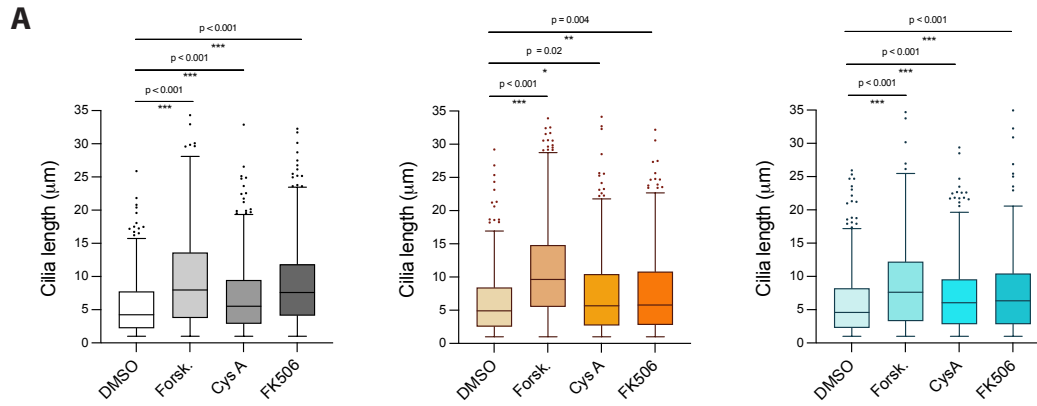 A
p < 0.001
***
p < 0.001
***
p < 0.001
***
Cilia length (μm)
35
30
25
20
15
10
5
0
DMSO
Forsk.
Cys A
FK506
p = 0.004
**
p = 0.02
*
p < 0.001
***
Cilia length (μm)
35
30
25
20
15
10
5
0
DMSO
Forsk.
Cys A
FK506
p < 0.001
***
p < 0.001
***
p < 0.001
***
Cilia length (μm)
35
30
25
20
15
10
5
0
DMSO
Forsk.
CysA
FK506